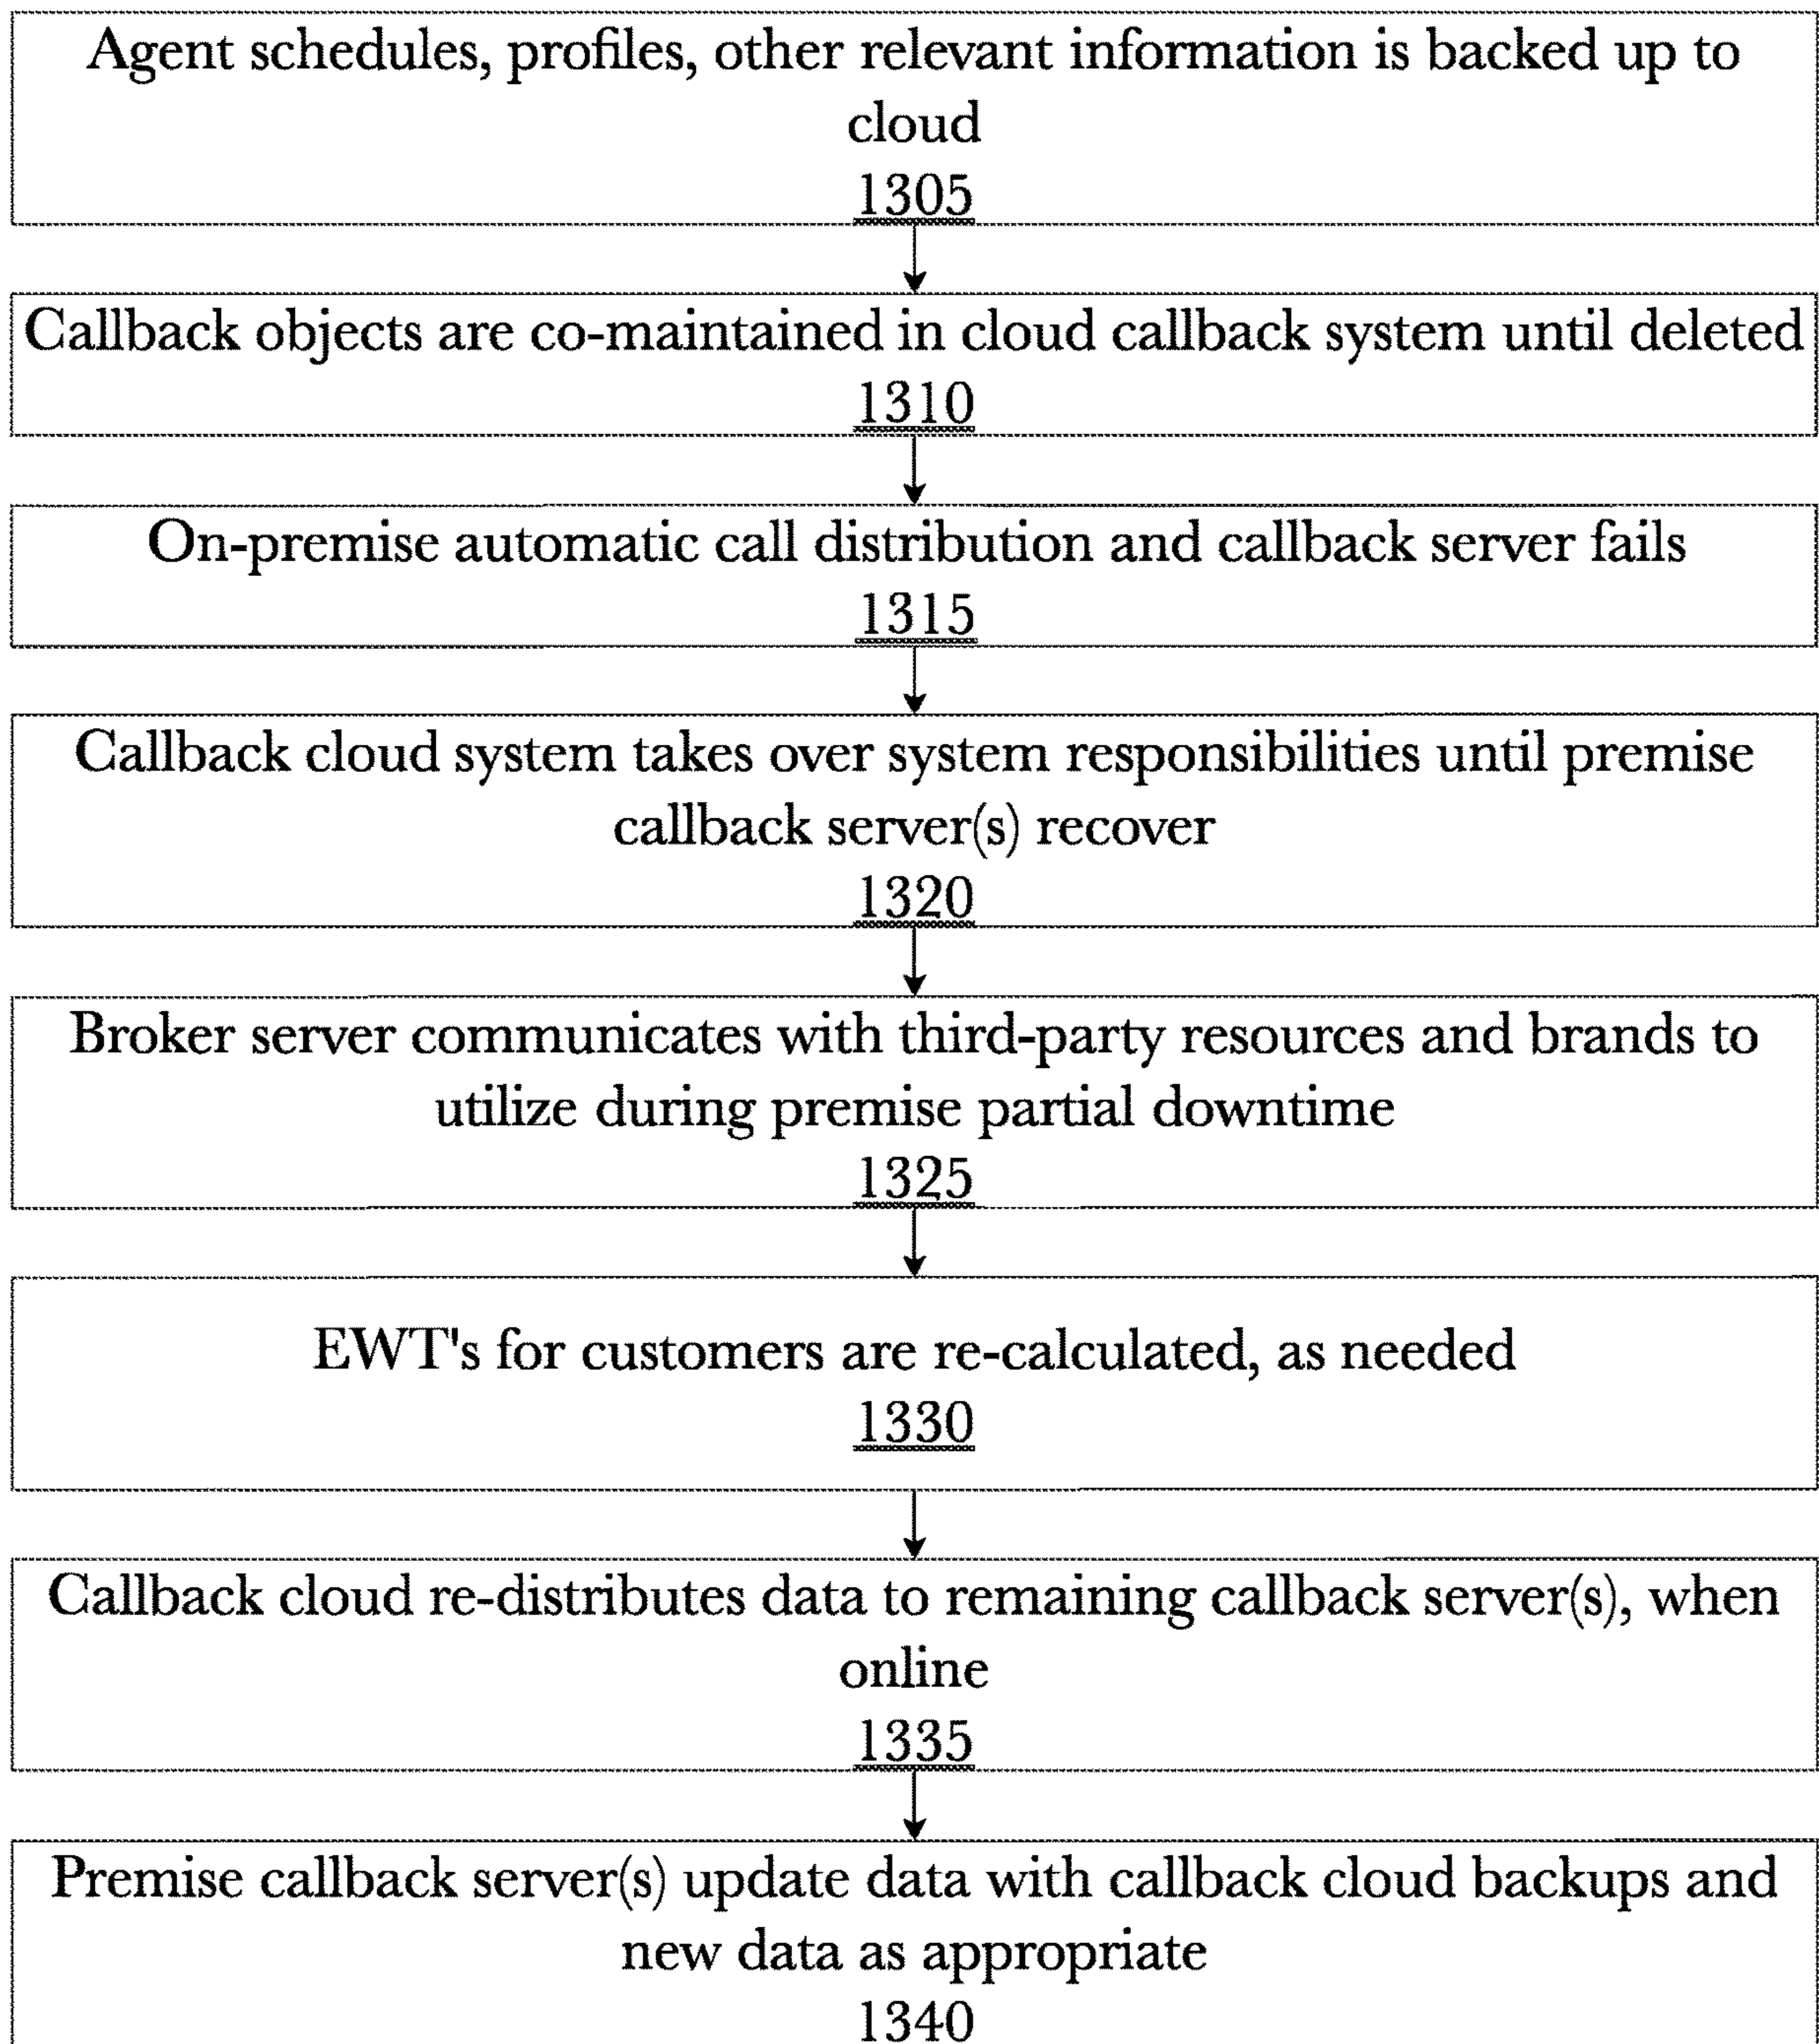 Agent schedules, profiles, other relevant information is backed up to
cloud
1305
Callback objects are co-maintained in cloud callback system until deleted
1310
On-premise automatic call distribution and callback server fails
1315
Callback cloud system takes over system responsibilities until premise
callback server(s) recover
1320
Broker server communicates with third-party resources and brands to
utilize during premise partial downtime
1325
EWT's for customers are re-calculated, as needed
1330
Callback cloud re-distributes data to remaining callback server(s), when
online
1335
Premise callback server(s) update data with callback cloud backups and
new data as appropriate
1340